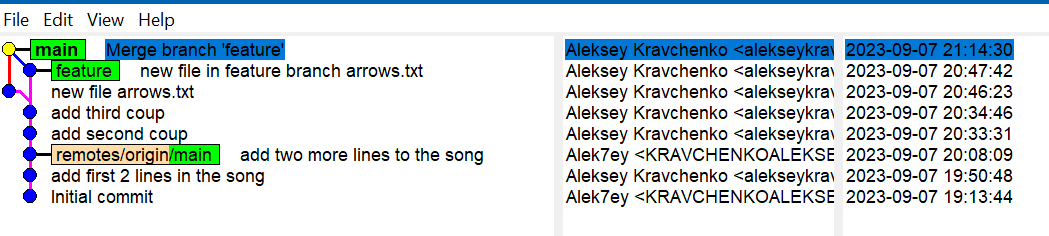 File Edit View Help
main Merge branch 'feature' Aleksey Kravchenko <alekseykrav 2023-09-07 21:14:30
feature new file in feature branch arrows.txt Aleksey Kravchenko <alekseykrav 2023-09-07 20:47:42
new file arrows.txt Aleksey Kravchenko <alekseykrav 2023-09-07 20:46:23
add third coup Aleksey Kravchenko <alekseykrav 2023-09-07 20:34:46
add second coup Aleksey Kravchenko <alekseykrav 2023-09-07 20:33:31
remotes/origin/main add two more lines to the song Alek7ey <KRAVCHENKOALEKSE 2023-09-07 20:08:09
add first 2 lines in the song Aleksey Kravchenko <alekseykrav 2023-09-07 19:50:48
Initial commit Alek7ey <KRAVCHENKOALEKSE 2023-09-07 19:13:44